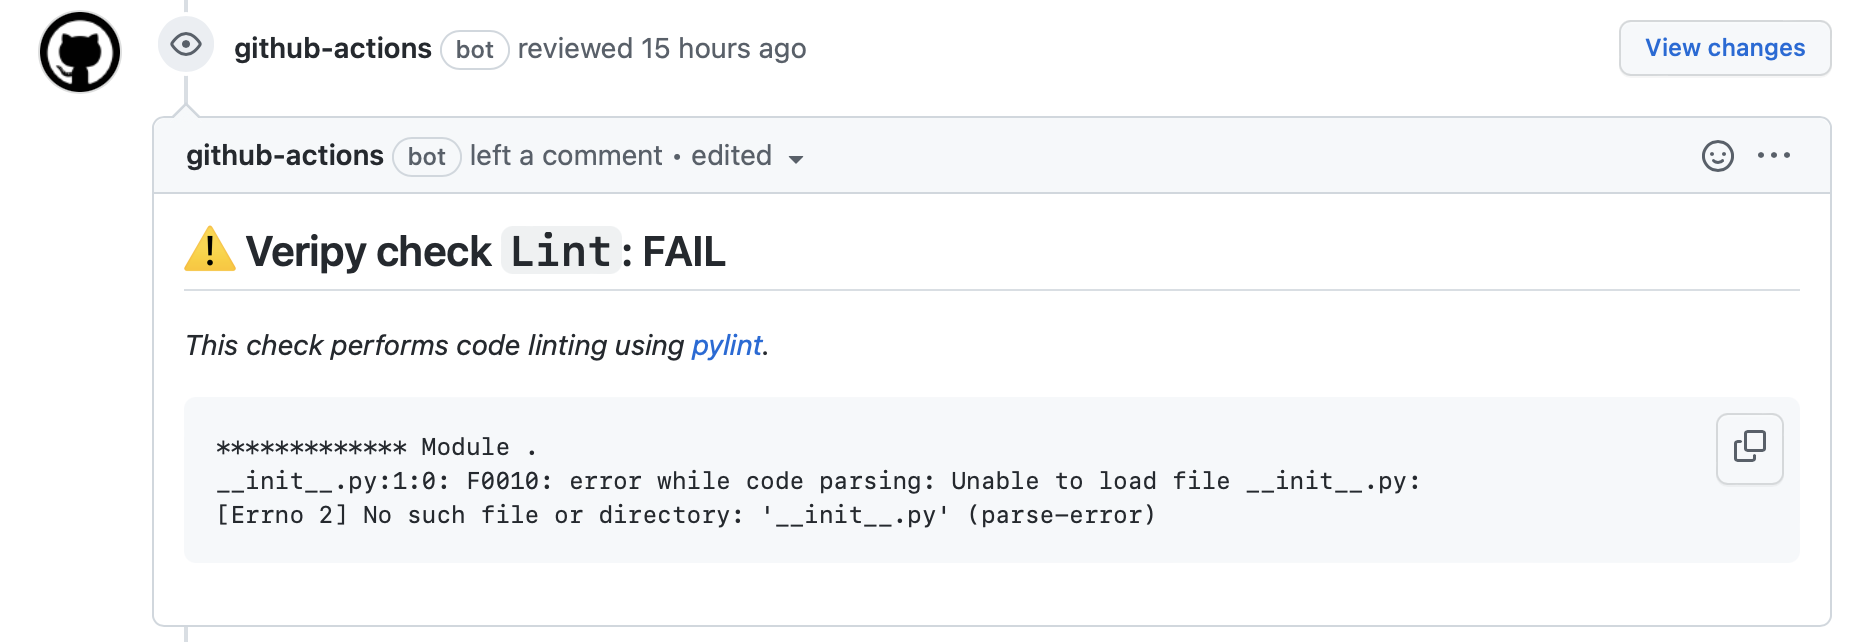 github-actions bot reviewed 15 hours ago
View changes
github-actions bot left a comment • edited
Veripy check Lint: FAIL
This check performs code linting using pylint.
************* Module .
__init__.py:1:0: F0010: error while code parsing: Unable to load file __init__.py:
[Errno 2] No such file or directory: '__init__.py' (parse-error)